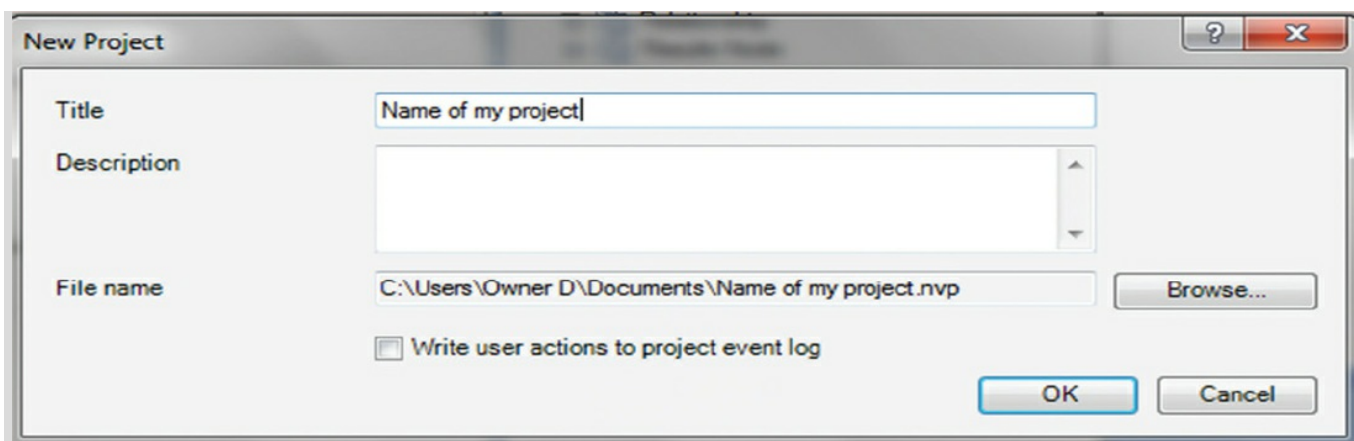 New Project
Title
Name of my project
Description
File name
C:\Users\Owner D\Documents\Name of my project.nvp
Browse...
Write user actions to project event log
OK
Cancel